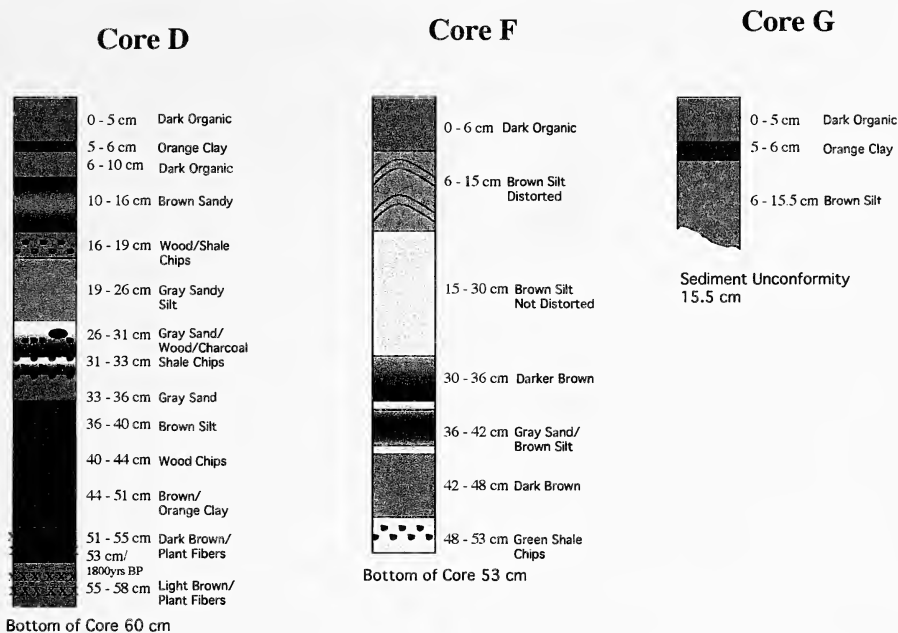 Core D
0 - 5 cm Dark Organic
5 - 6 cm Orange Clay
6 - 10 cm Dark Organic
10 - 16 cm Brown Sandy
16 - 19 cm Wood/Shale
Chips
19 - 26 cm Gray Sandy
Silt
26 - 31 cm Gray Sand/
Wood/Charcoal
31 - 33 cm Shale Chips
33 - 36 cm Gray Sand
36 - 40 cm Brown Silt
40 - 44 cm Wood Chips
44 - 51 cm Brown/
Orange Clay
51 - 55 cm Dark Brown/
53 cm/ Plant Fibers
1800yrs BP
55 - 58 cm Light Brown/
Plant Fibers
Bottom of Core 60 cm
Core F
0 - 6 cm Dark Organic
6 - 15 cm Brown Silt
Distorted
15 - 30 cm Brown Silt
Not Distorted
30 - 36 cm Darker Brown
36 - 42 cm Gray Sand/
Brown Silt
42 - 48 cm Dark Brown
48 - 53 cm Green Shale
Chips
Bottom of Core 53 cm
Core G
0 - 5 cm Dark Organic
5 - 6 cm Orange Clay
6 - 15.5 cm Brown Silt
Sediment Unconformity
15.5 cm